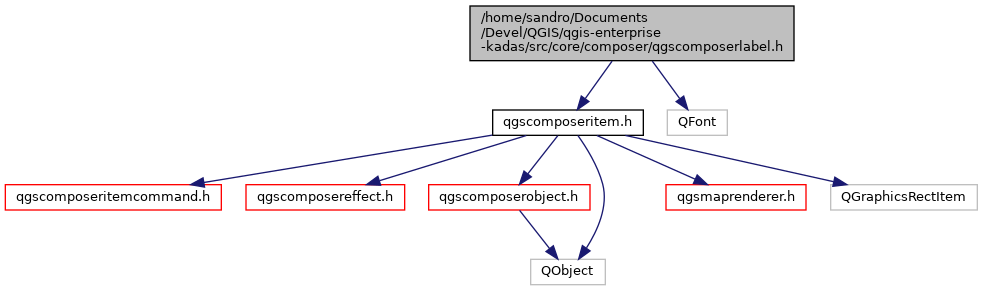 /home/sandro/Documents
/Devel/QGIS/qgis-enterprise
-kadas/src/core/composer/qgscomposerlabel.h
qgscomposeritem.h
QFont
qgscomposeritemcommand.h
qgscomposereffect.h
qgscomposerobject.h
qgsmaprenderer.h
QGraphicsRectItem
QObject